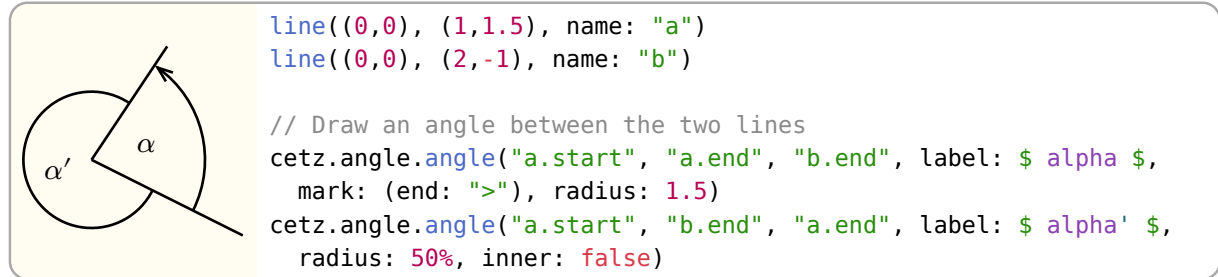 α
α′
line((0,0), (1,1.5), name: "a")
line((0,0), (2,-1), name: "b")
// Draw an angle between the two lines
cetz.angle.angle("a.start", "a.end", "b.end", label: $ alpha $,
  mark: (end: ">"), radius: 1.5)
cetz.angle.angle("a.start", "b.end", "a.end", label: $ alpha' $,
  radius: 50%, inner: false)